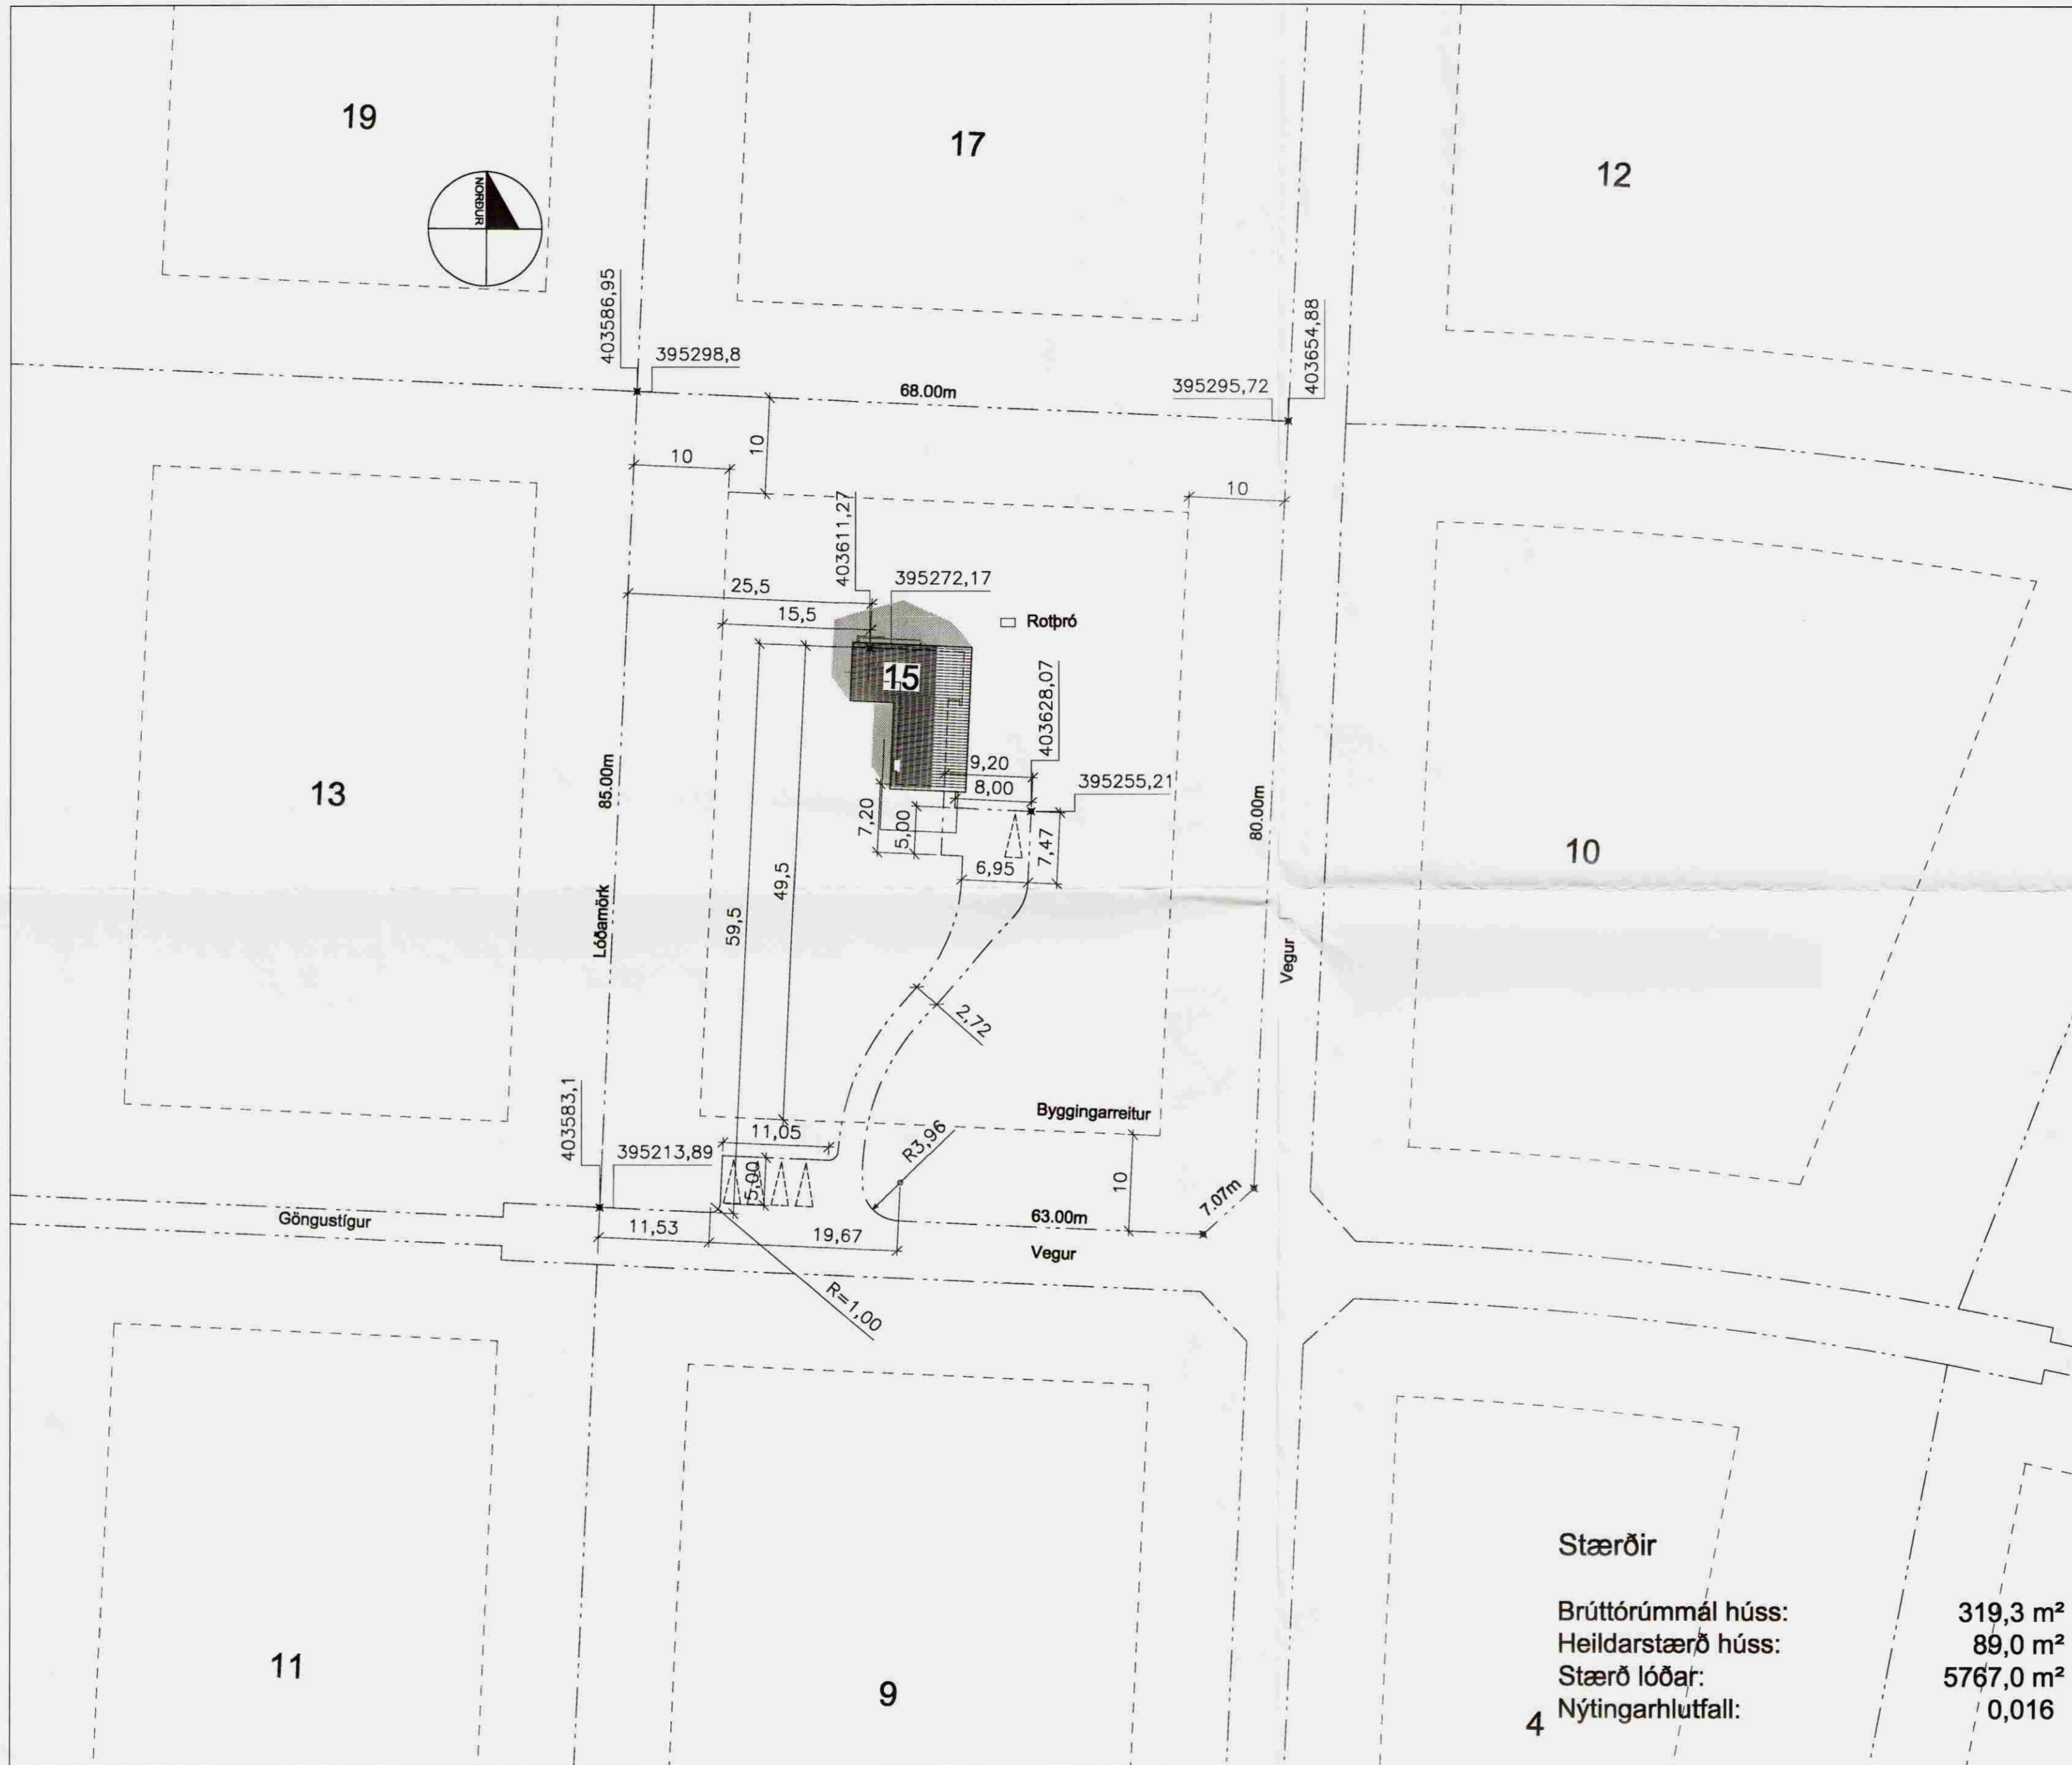 19
17
12
NORÐUR
403586,95
395298,8
68.00m
395295,72
403654,88
10
10
10
403611,27
395272,17
25,5
15,5
Rotþró
15
403628,07
9,20
8,00
395255,21
13
85.00m
80.00m
10
7,20
5,00
7,47
6,95
49,5
59,5
Lóðamörk
Vegur
2,72
403583,1
395213,89
Byggingarreitur
11,05
5,00
R3,96
10
7.07m
Göngustígur
11,53
19,67
63.00m
Vegur
R=1,00
Stærðir
Brúttórúmmál húss: 319,3 m²
Heildarstærð húss: 89,0 m²
Stærð lóðar: 5767,0 m²
Nýtingarhlutfall: 0,016
11
9
4